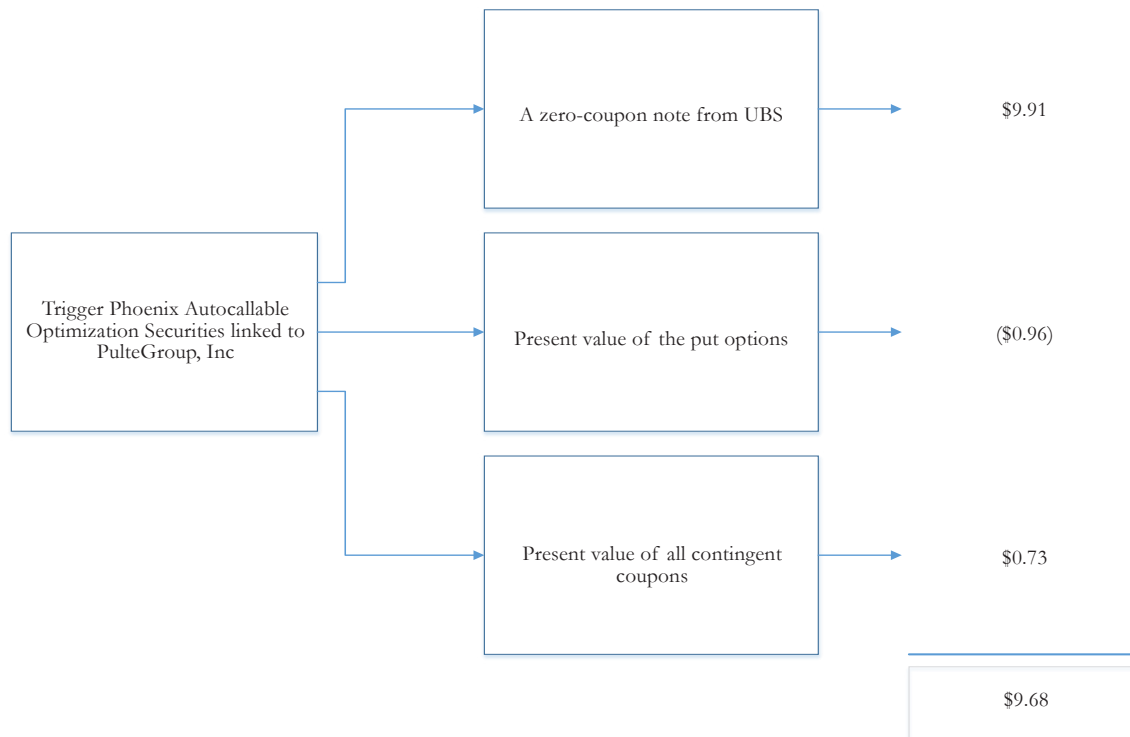 A zero-coupon note from UBS
$9.91
Trigger Phoenix Autocallable
Optimization Securities linked to
PulteGroup, Inc
Present value of the put options
($0.96)
Present value of all contingent
coupons
$0.73
$9.68